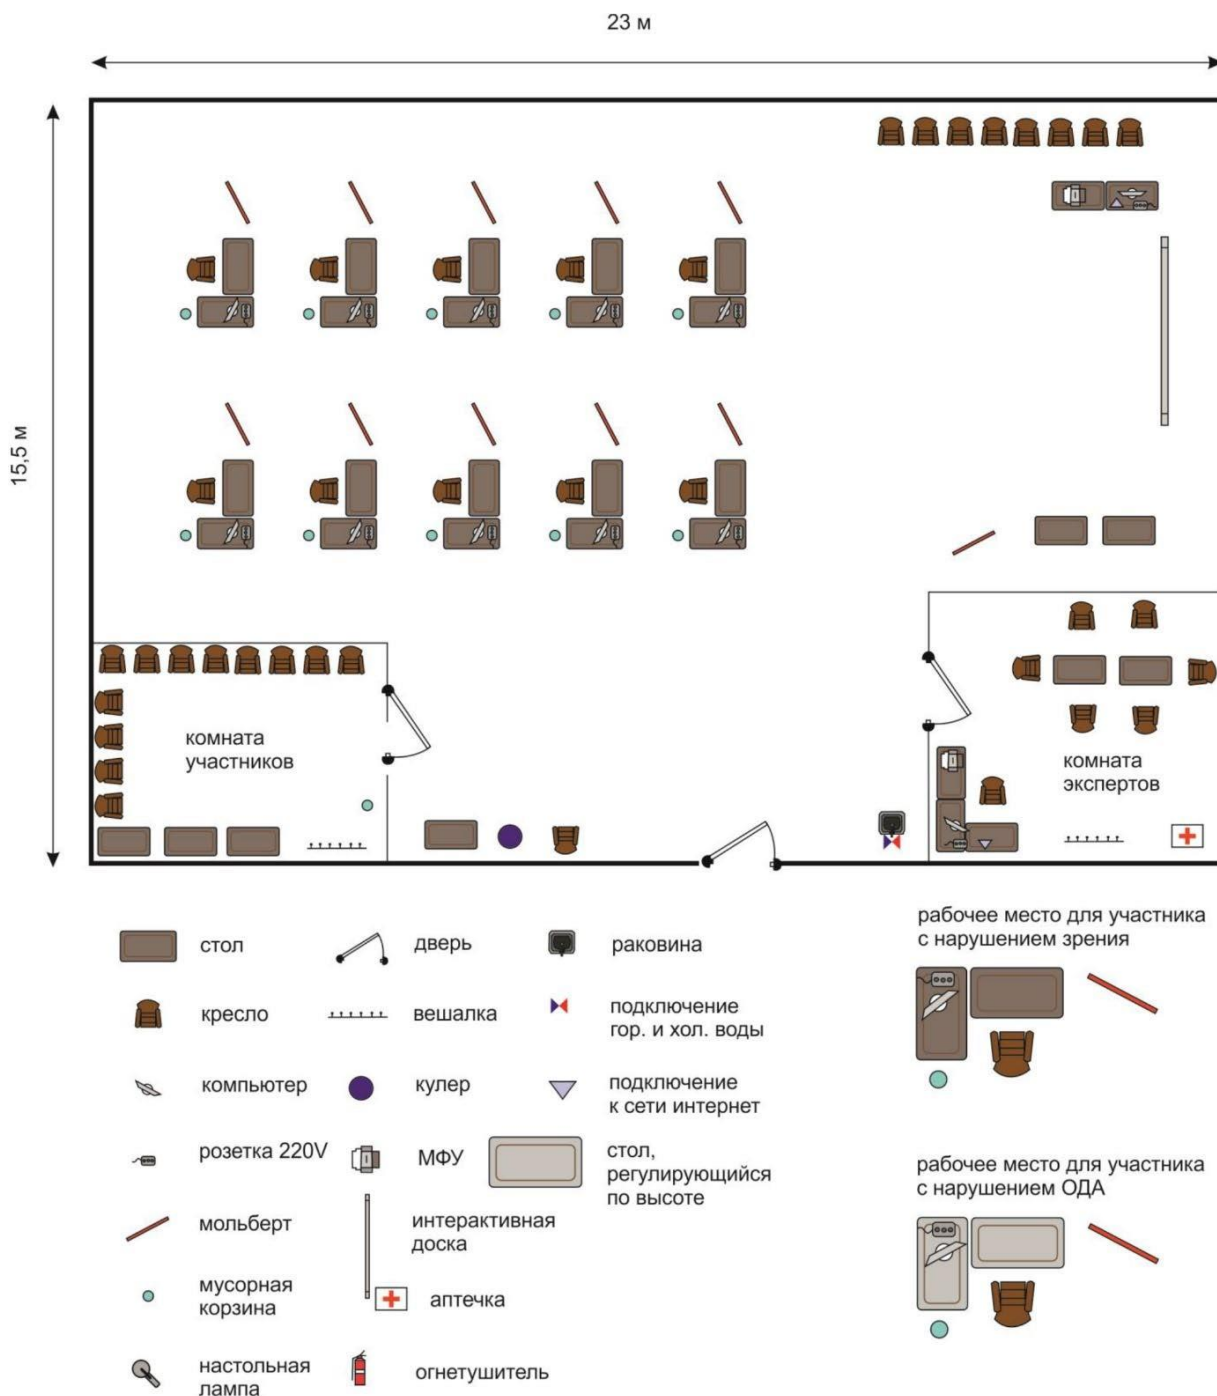 23 м
15,5 м
комната
участников
комната
экспертов
стол
дверь
раковина
кресло
вешалка
подключение
гор. и хол. воды
компьютер
кулер
подключение
к сети интернет
розетка 220V
МФУ
стол,
регулирующийся
по высоте
мольберт
интерактивная
доска
мусорная
корзина
аптечка
настольная
лампа
огнетушитель
рабочее место для участника
с нарушением зрения
рабочее место для участника
с нарушением ОДА